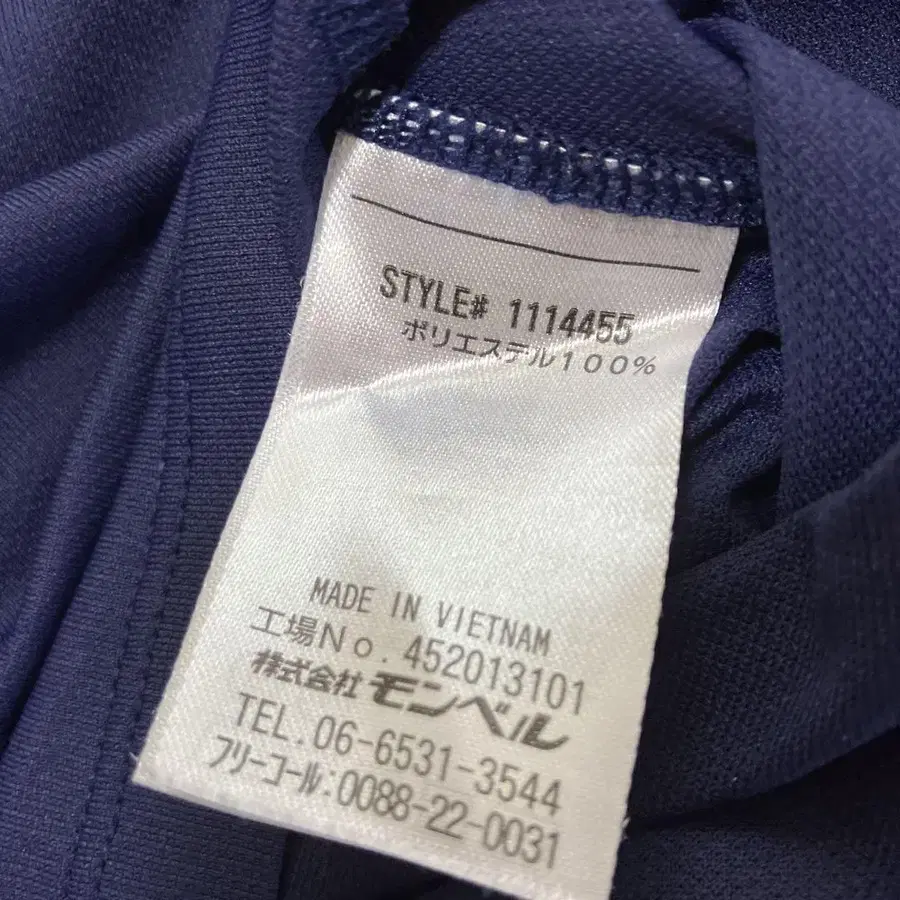 STYLE# 1114455
ポリエステル100%
MADE IN VIETNAM
工場No. 452013101
株式会社 モンベル
TEL. 06-6531-3544
フリーコール:0088-22-0031